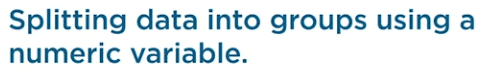 Splitting data into groups using a
numeric variable.